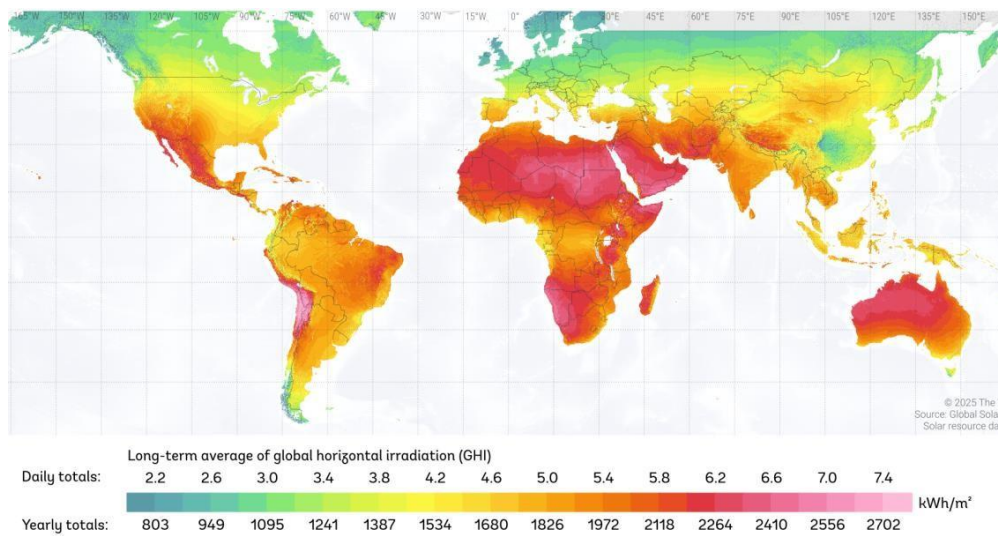 165°W 135°W 120°W 105°W 90°W 75°W 60°W 45°W 30°W 15°W 0° 15°E 30°E 45°E 60°E 75°E 90°E 105°E 120°E 135°E 150°E
© 2025 The
Source: Global Sola
Solar resource da
Long-term average of global horizontal irradiation (GHI)
Daily totals: 2.2 2.6 3.0 3.4 3.8 4.2 4.6 5.0 5.4 5.8 6.2 6.6 7.0 7.4
kWh/m²
Yearly totals: 803 949 1095 1241 1387 1534 1680 1826 1972 2118 2264 2410 2556 2702